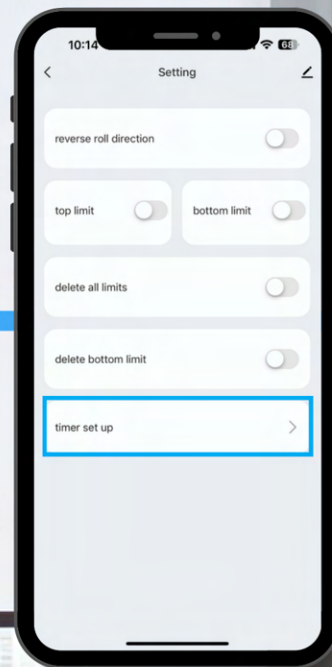 10:14
68
Setting
reverse roll direction
top limit
bottom limit
delete all limits
delete bottom limit
timer set up